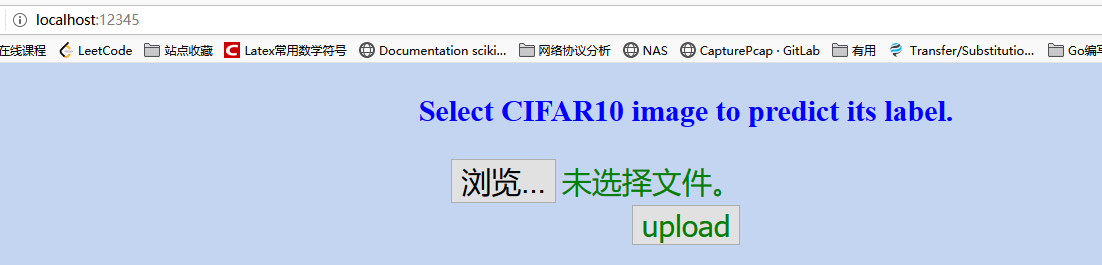 localhost:12345
在线课程 LeetCode 站点收藏 Latex常用数学符号 Documentation sciki... 网络协议分析 NAS CapturePcap · GitLab 有用 Transfer/Substitutio... Go编写
Select CIFAR10 image to predict its label.
浏览... 未选择文件。
upload